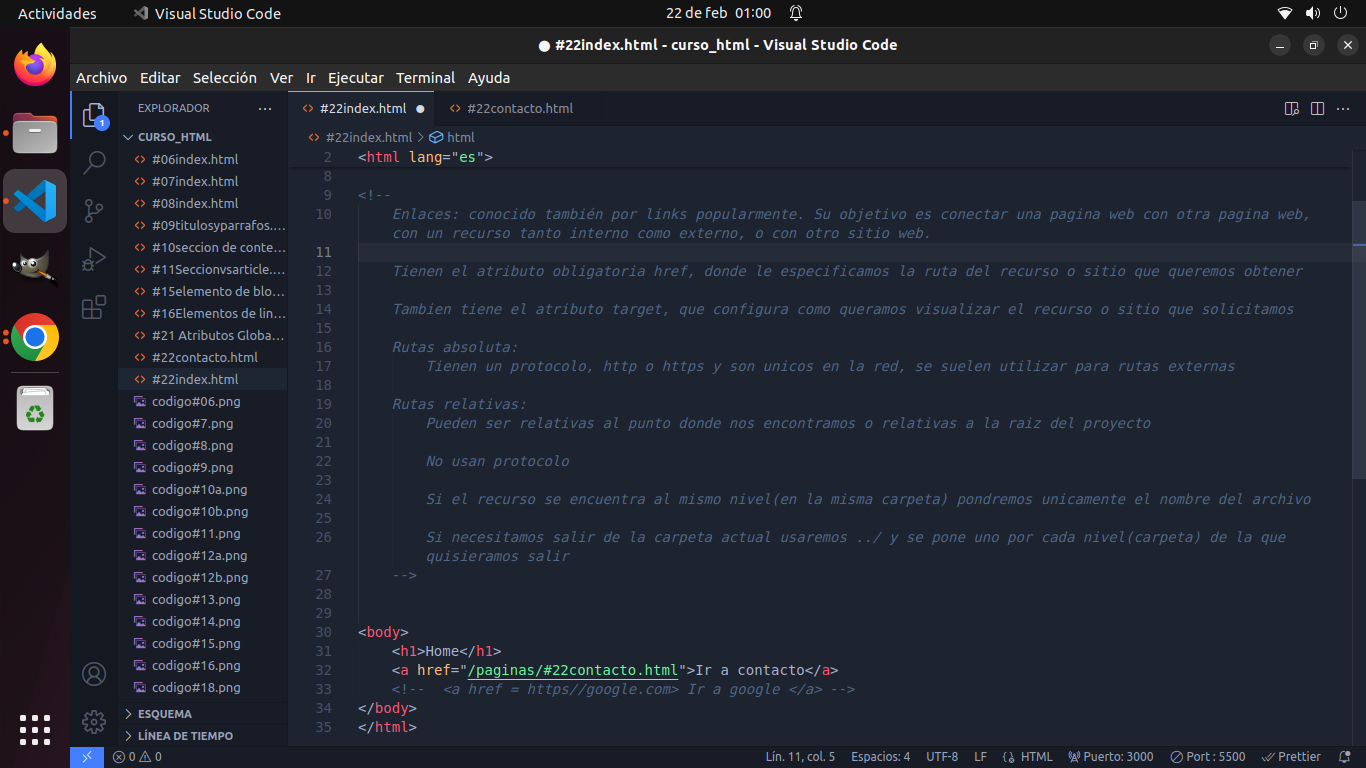 Actividades
Visual Studio Code
22 de feb 01:00
#22index.html - curso_html - Visual Studio Code
Archivo Editar Selección Ver Ir Ejecutar Terminal Ayuda
EXPLORADOR
1
CURSO_HTML
#06index.html
#07index.html
#08index.html
#09titulosyparrafos....
#10seccion de conte...
#11Seccionvsarticle....
#15elemento de blo...
#16Elementos de lin...
#21 Atributos Globa...
#22contacto.html
#22index.html
codigo#06.png
codigo#7.png
codigo#8.png
codigo#9.png
codigo#10a.png
codigo#10b.png
codigo#11.png
codigo#12a.png
codigo#12b.png
codigo#13.png
codigo#14.png
codigo#15.png
codigo#16.png
codigo#18.png
ESQUEMA
LÍNEA DE TIEMPO
#22index.html
#22contacto.html
#22index.html > html
2 <html lang="es">
8
9 <!--
10 Enlaces: conocido también por links popularmente. Su objetivo es conectar una pagina web con otra pagina web,
con un recurso tanto interno como externo, o con otro sitio web.
11
12 Tienen el atributo obligatoria href, donde le especificamos la ruta del recurso o sitio que queremos obtener
13
14 Tambien tiene el atributo target, que configura como queramos visualizar el recurso o sitio que solicitamos
15
16 Rutas absoluta:
17 Tienen un protocolo, http o https y son unicos en la red, se suelen utilizar para rutas externas
18
19 Rutas relativas:
20 Pueden ser relativas al punto donde nos encontramos o relativas a la raiz del proyecto
21
22 No usan protocolo
23
24 Si el recurso se encuentra al mismo nivel(en la misma carpeta) pondremos unicamente el nombre del archivo
25
26 Si necesitamos salir de la carpeta actual usaremos ../ y se pone uno por cada nivel(carpeta) de la que
quisieramos salir
27 -->
28
29
30 <body>
31 <h1>Home</h1>
32 <a href="/paginas/#22contacto.html">Ir a contacto</a>
33 <!--  <a href = https//google.com> Ir a google </a> -->
34 </body>
35 </html>
0 0
Lín. 11, col. 5 Espacios: 4 UTF-8 LF HTML Puerto: 3000 Port : 5500 Prettier